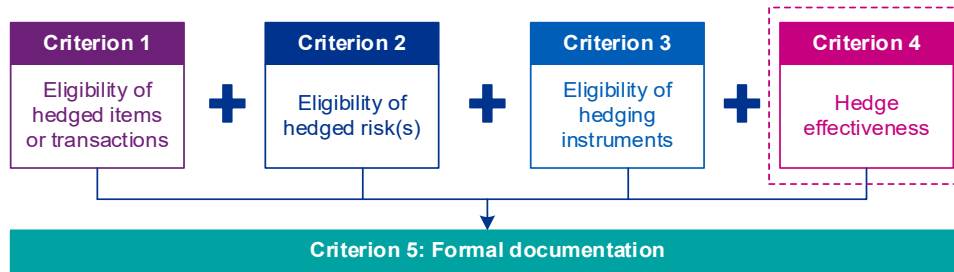 Criterion 1
Eligibility of
hedged items
or transactions
Criterion 2
Eligibility of
hedged risk(s)
Criterion 3
Eligibility of
hedging
instruments
Criterion 4
Hedge
effectiveness
Criterion 5: Formal documentation